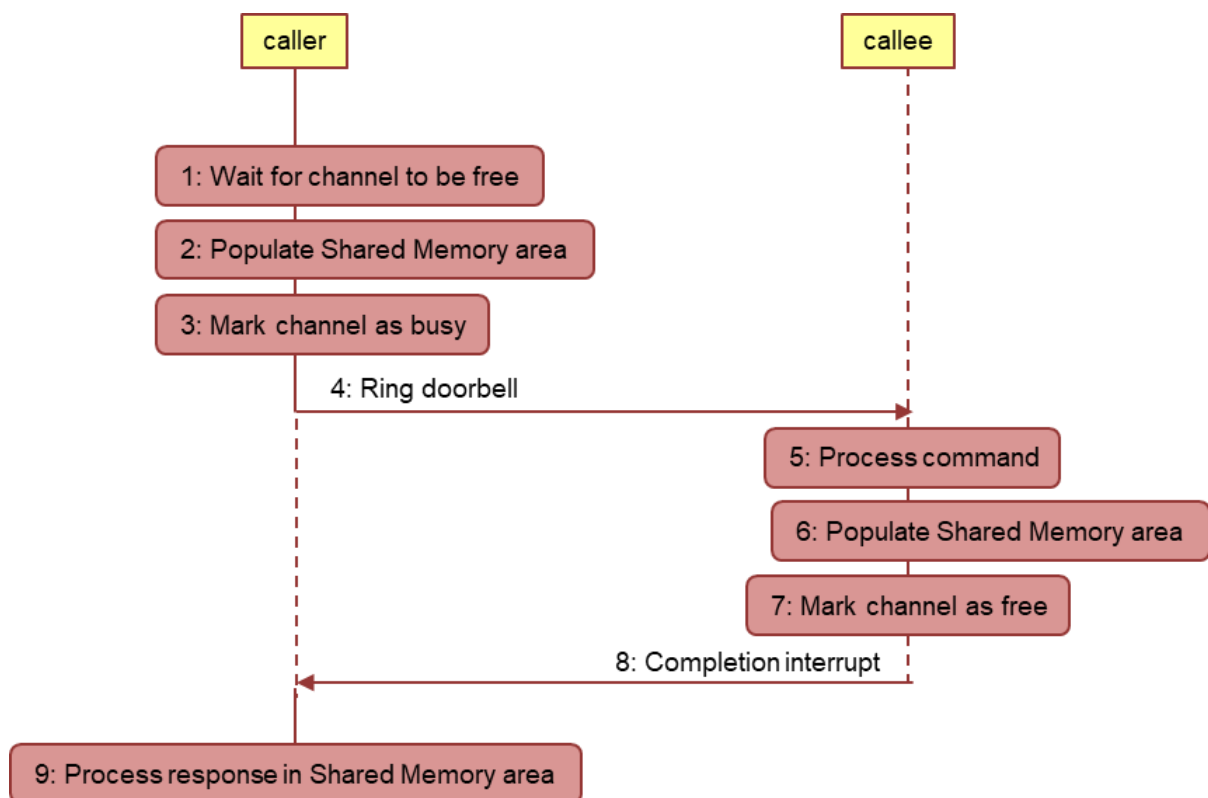 caller
callee
1: Wait for channel to be free
2: Populate Shared Memory area
3: Mark channel as busy
4: Ring doorbell
5: Process command
6: Populate Shared Memory area
7: Mark channel as free
8: Completion interrupt
9: Process response in Shared Memory area